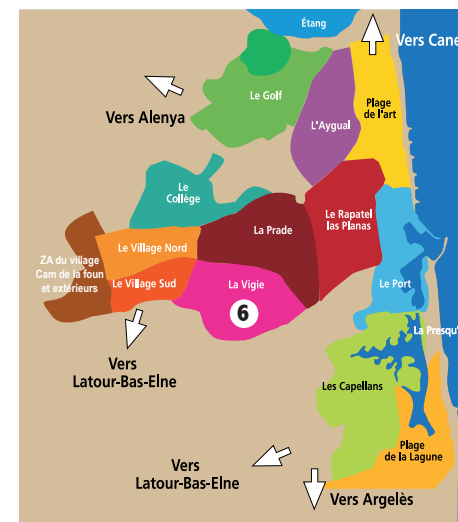 Étang
Vers Cane
Le Golf
Plage
de l'art
Vers Alenya
L'Aygual
Le
Collège
Le Rapatel
las Planas
La Prade
Le Village Nord
ZA du village
Cam de la foun
et extérieurs
Le Village Sud
La Vigie
Le Port
6
La Presqu'
Vers
Latour-Bas-Elne
Les Capellans
Plage
de la Lagune
Vers
Latour-Bas-Elne
Vers Argelès